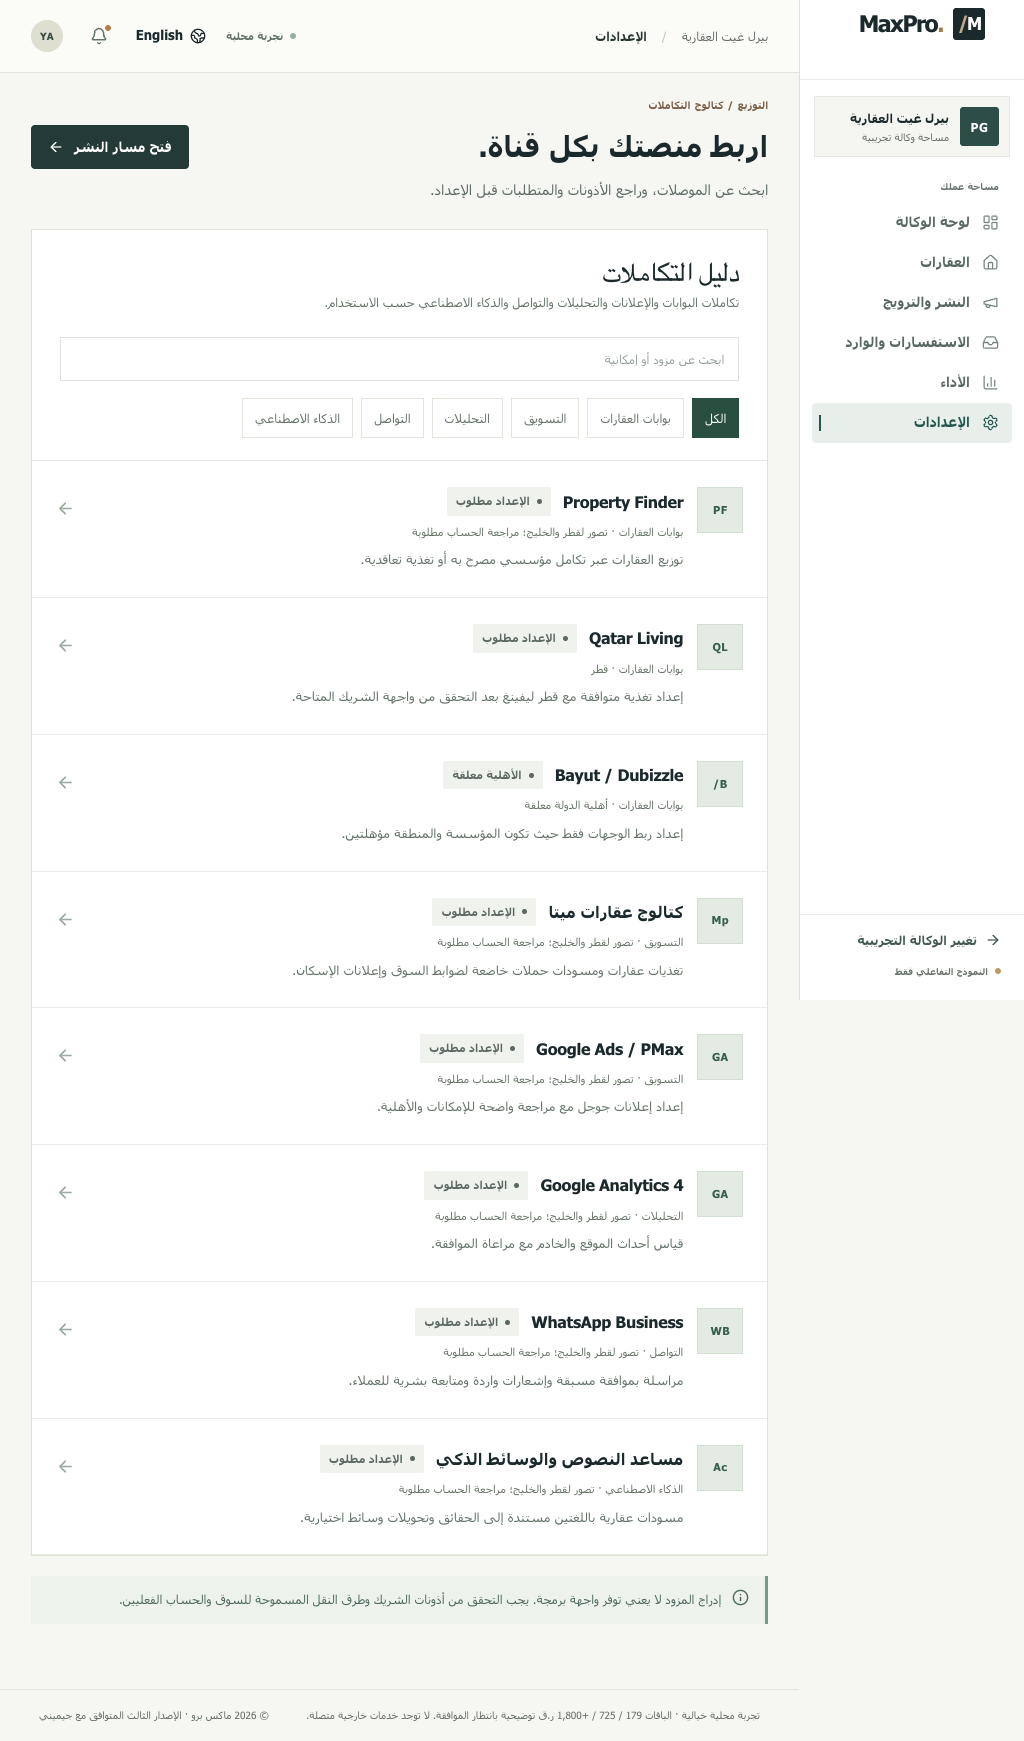 MaxPro.
/M
بيرل غيت العقارية / الإعدادات
تجربة محلية
English
YA
PG
بيرل غيت العقارية
مساحة وكالة تجريبية
مساحة عملك
لوحة الوكالة
العقارات
النشر والترويج
الاستفسارات والوارد
الأداء
الإعدادات
تغيير الوكالة التجريبية
النموذج التفاعلي فقط
التوزيع / كتالوج التكاملات
اربط منصتك بكل قناة.
ابحث عن الموصلات، وراجع الأذونات والمتطلبات قبل الإعداد.
فتح مسار النشر
دليل التكاملات
تكاملات البوابات والإعلانات والتحليلات والتواصل والذكاء الاصطناعي حسب الاستخدام.
ابحث عن مزود أو إمكانية
الكل
بوابات العقارات
التسويق
التحليلات
التواصل
الذكاء الاصطناعي
PF
Property Finder
الإعداد مطلوب
بوابات العقارات · تصور لقطر والخليج؛ مراجعة الحساب مطلوبة
توزيع العقارات عبر تكامل مؤسسي مصرح به أو تغذية تعاقدية.
QL
Qatar Living
الإعداد مطلوب
بوابات العقارات · قطر
إعداد تغذية متوافقة مع قطر ليفينغ بعد التحقق من واجهة الشريك المتاحة.
B/
Bayut / Dubizzle
الأهلية معلقة
بوابات العقارات · أهلية الدولة معلقة
إعداد ربط الوجهات فقط حيث تكون المؤسسة والمنطقة مؤهلتين.
Mp
كتالوج عقارات ميتا
الإعداد مطلوب
التسويق · تصور لقطر والخليج؛ مراجعة الحساب مطلوبة
تغذيات عقارات ومسودات حملات خاضعة لضوابط السوق وإعلانات الإسكان.
GA
Google Ads / PMax
الإعداد مطلوب
التسويق · تصور لقطر والخليج؛ مراجعة الحساب مطلوبة
إعداد إعلانات جوجل مع مراجعة واضحة للإمكانات والأهلية.
GA
Google Analytics 4
الإعداد مطلوب
التحليلات · تصور لقطر والخليج؛ مراجعة الحساب مطلوبة
قياس أحداث الموقع والخادم مع مراعاة الموافقة.
WB
WhatsApp Business
الإعداد مطلوب
التواصل · تصور لقطر والخليج؛ مراجعة الحساب مطلوبة
مراسلة بموافقة مسبقة وإشعارات واردة ومتابعة بشرية للعملاء.
Ac
مساعد النصوص والوسائط الذكي
الإعداد مطلوب
الذكاء الاصطناعي · تصور لقطر والخليج؛ مراجعة الحساب مطلوبة
مسودات عقارية باللغتين مستندة إلى الحقائق وتحويلات وسائط اختيارية.
إدراج المزود لا يعني توفر واجهة برمجة. يجب التحقق من أذونات الشريك وطرق النقل المسموحة للسوق والحساب الفعليين.
تجربة محلية خيالية · الباقات 179 / 725 / +1,800 ر.ق توضيحية بانتظار الموافقة. لا توجد خدمات خارجية متصلة.
© 2026 ماكس برو · الإصدار الثالث المتوافق مع جيميني